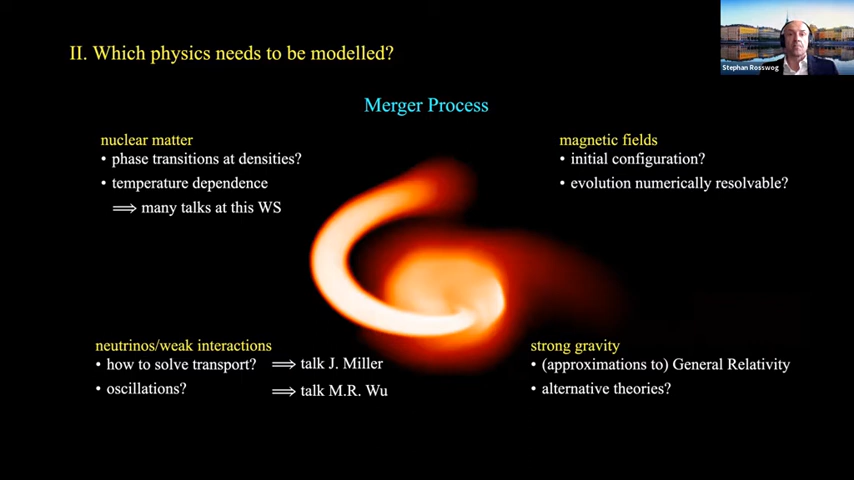 II. Which physics needs to be modelled?
Stephan Rosswog
Merger Process
nuclear matter
• phase transitions at densities?
• temperature dependence
⟹ many talks at this WS
magnetic fields
• initial configuration?
• evolution numerically resolvable?
neutrinos/weak interactions
• how to solve transport? ⟹ talk J. Miller
• oscillations? ⟹ talk M.R. Wu
strong gravity
• (approximations to) General Relativity
• alternative theories?